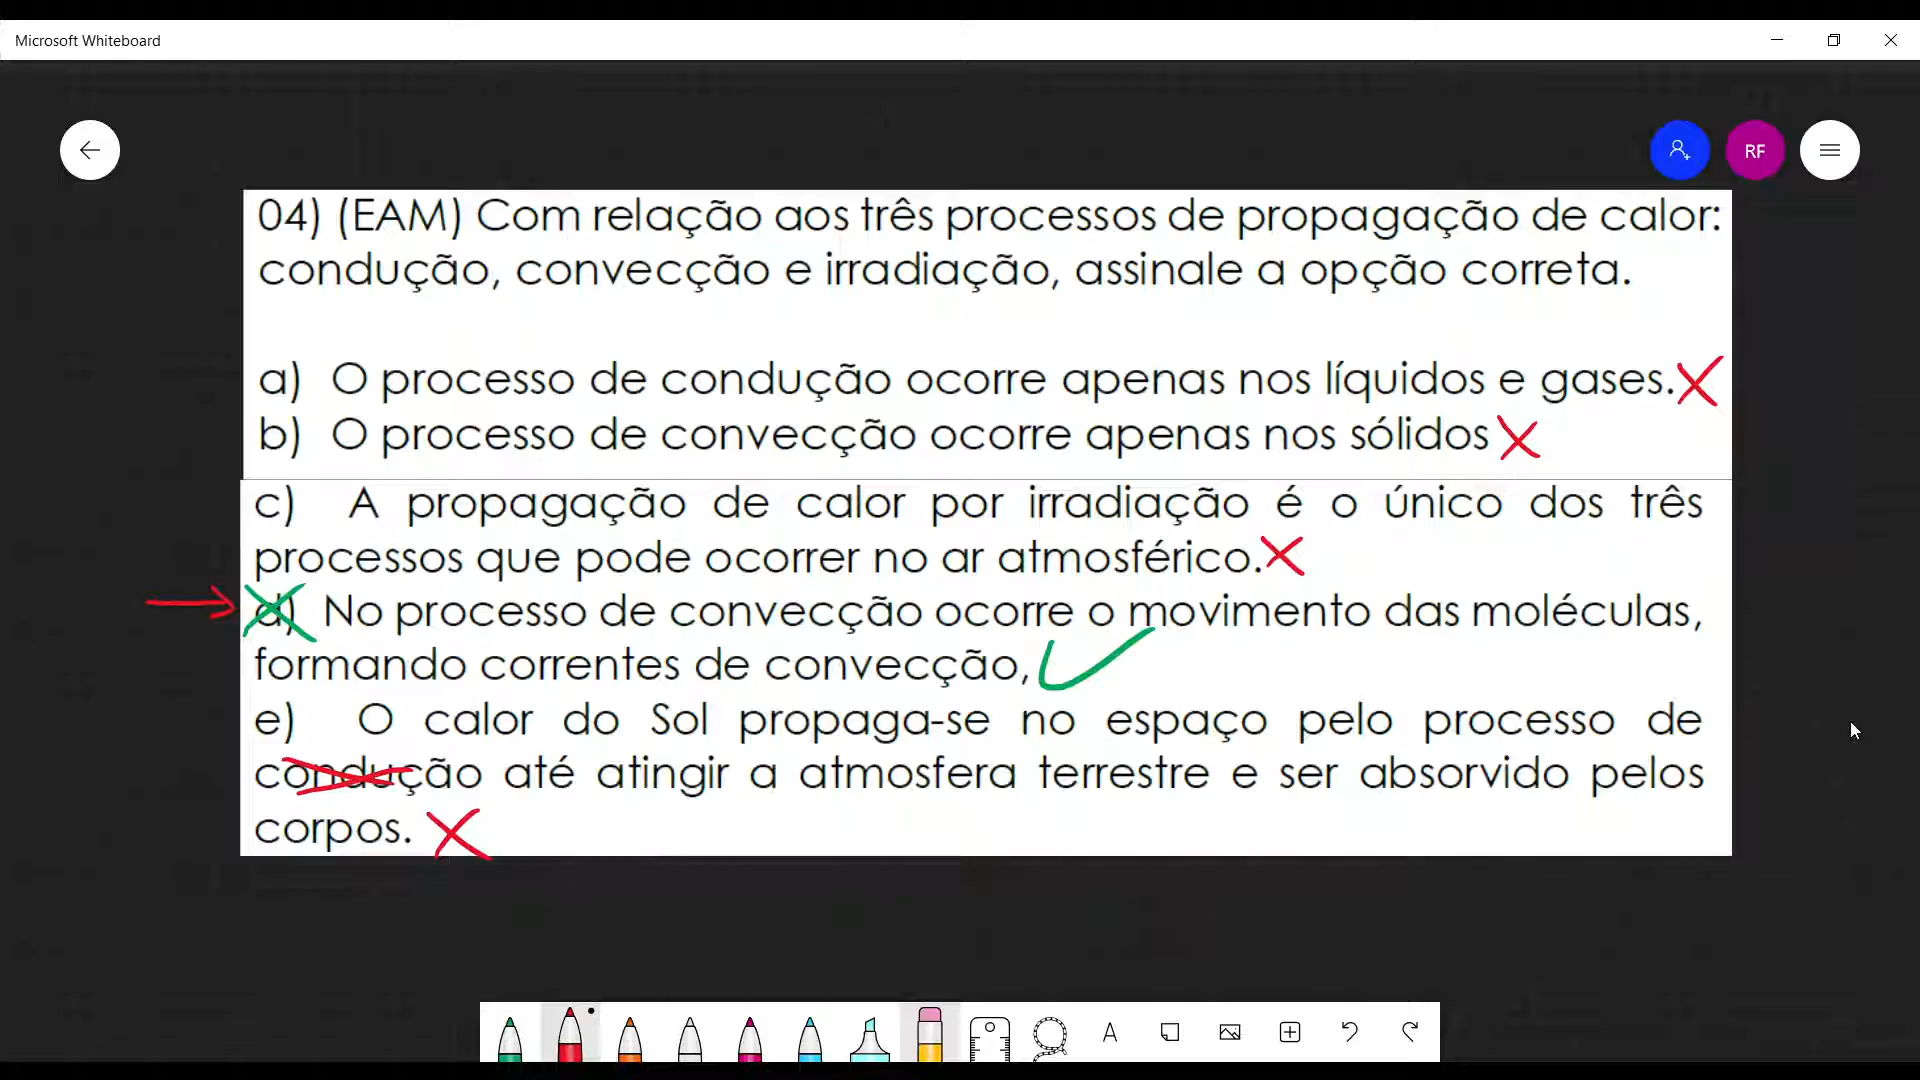 Microsoft Whiteboard
RF
04) (EAM) Com relação aos três processos de propagação de calor:
condução, convecção e irradiação, assinale a opção correta.
a) O processo de condução ocorre apenas nos líquidos e gases.
b) O processo de convecção ocorre apenas nos sólidos
c) A propagação de calor por irradiação é o único dos três
processos que pode ocorrer no ar atmosférico.
d) No processo de convecção ocorre o movimento das moléculas,
formando correntes de convecção,
e) O calor do Sol propaga-se no espaço pelo processo de
condução até atingir a atmosfera terrestre e ser absorvido pelos
corpos.
A